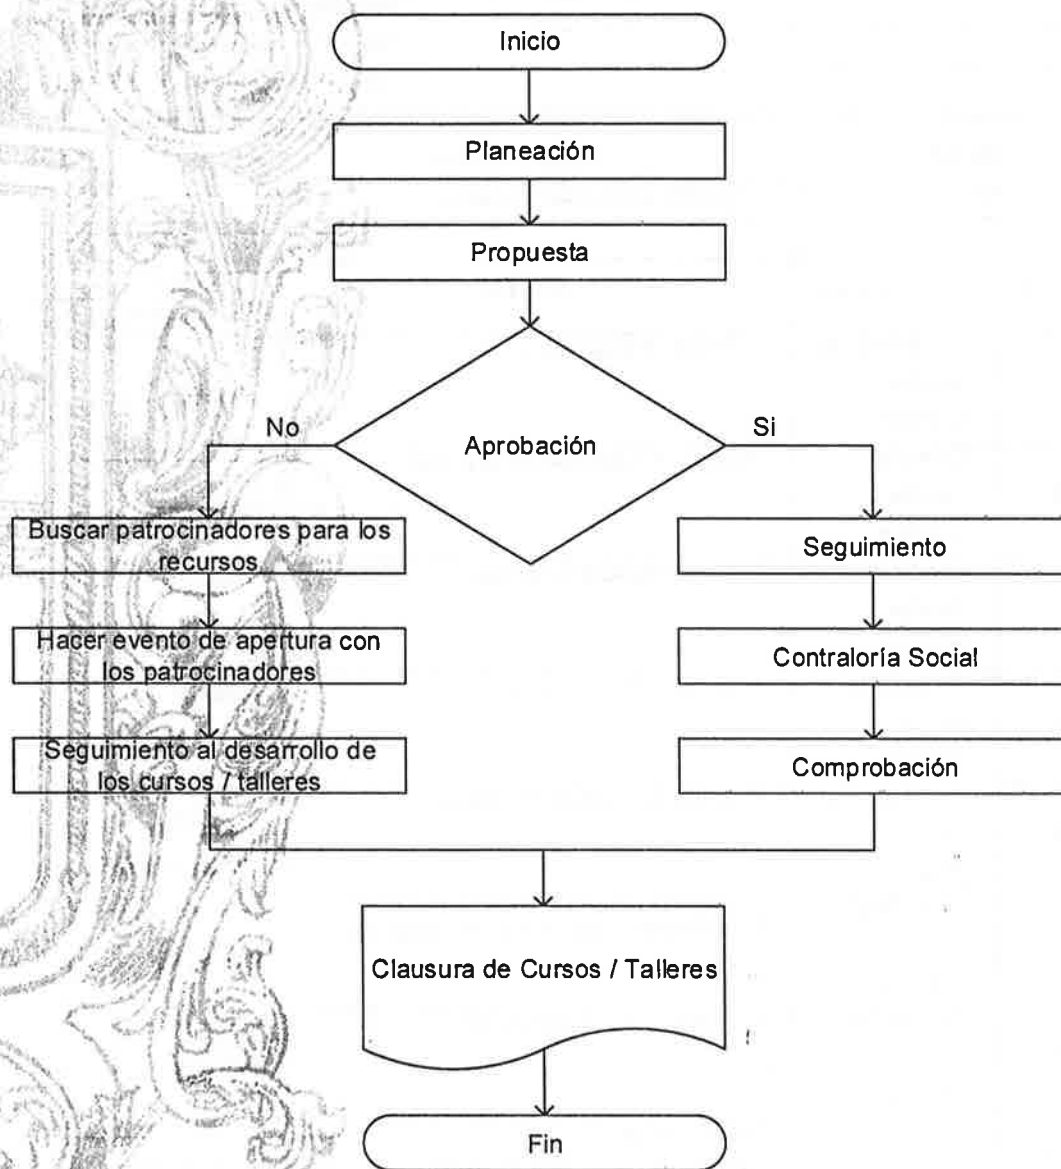 Inicio
Planeación
Propuesta
Aprobación
No
Si
Buscar patrocinadores para los
recursos
Hacer evento de apertura con
los patrocinadores
Seguimiento al desarrollo de
los cursos / talleres
Seguimiento
Contraloría Social
Comprobación
Clausura de Cursos / Talleres
Fin